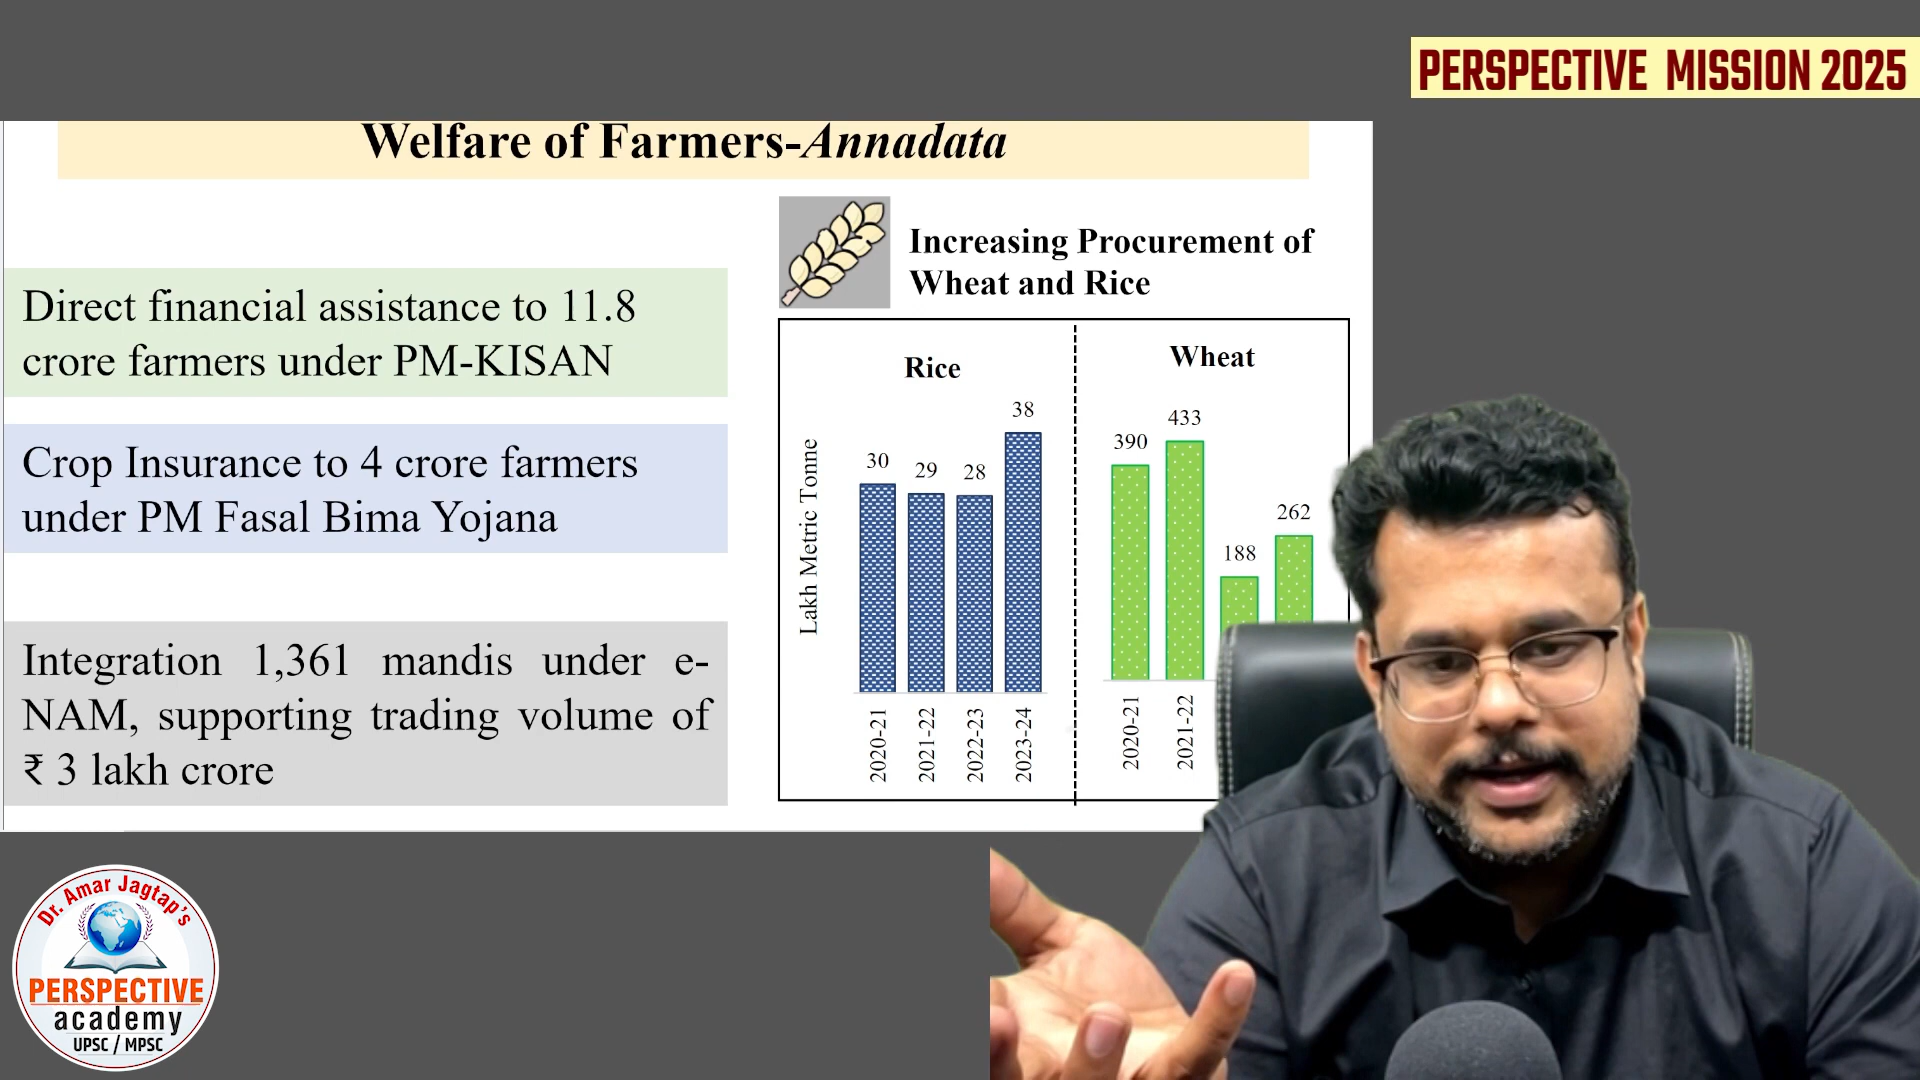 PERSPECTIVE MISSION 2025
Welfare of Farmers-Annadata
Direct financial assistance to 11.8
crore farmers under PM-KISAN
Crop Insurance to 4 crore farmers
under PM Fasal Bima Yojana
Integration 1,361 mandis under e-
NAM, supporting trading volume of
₹ 3 lakh crore
Increasing Procurement of
Wheat and Rice
Lakh Metric Tonne
Rice
30
29
28
38
2020-21
2021-22
2022-23
2023-24
Wheat
390
433
188
262
2020-21
2021-22
Dr. Amar Jagtap's
PERSPECTIVE
academy
UPSC / MPSC